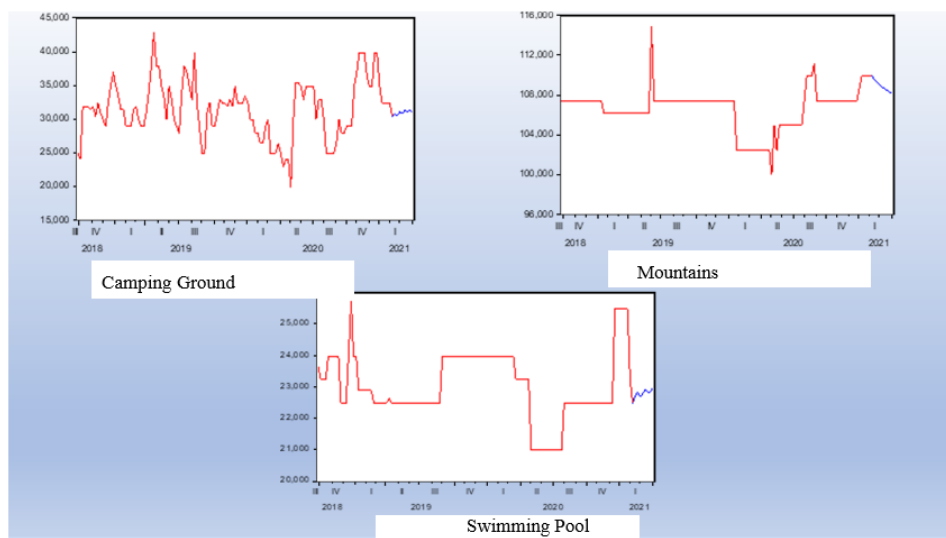 45,000
40,000
35,000
30,000
25,000
20,000
15,000
III IV I II III IV I II III IV I
2018 2019 2020 2021
Camping Ground
116,000
112,000
108,000
104,000
100,000
96,000
III IV I II III IV I II III IV I
2018 2019 2020 2021
Mountains
25,000
24,000
23,000
22,000
21,000
20,000
III IV I II III IV I II III IV I
2018 2019 2020 2021
Swimming Pool